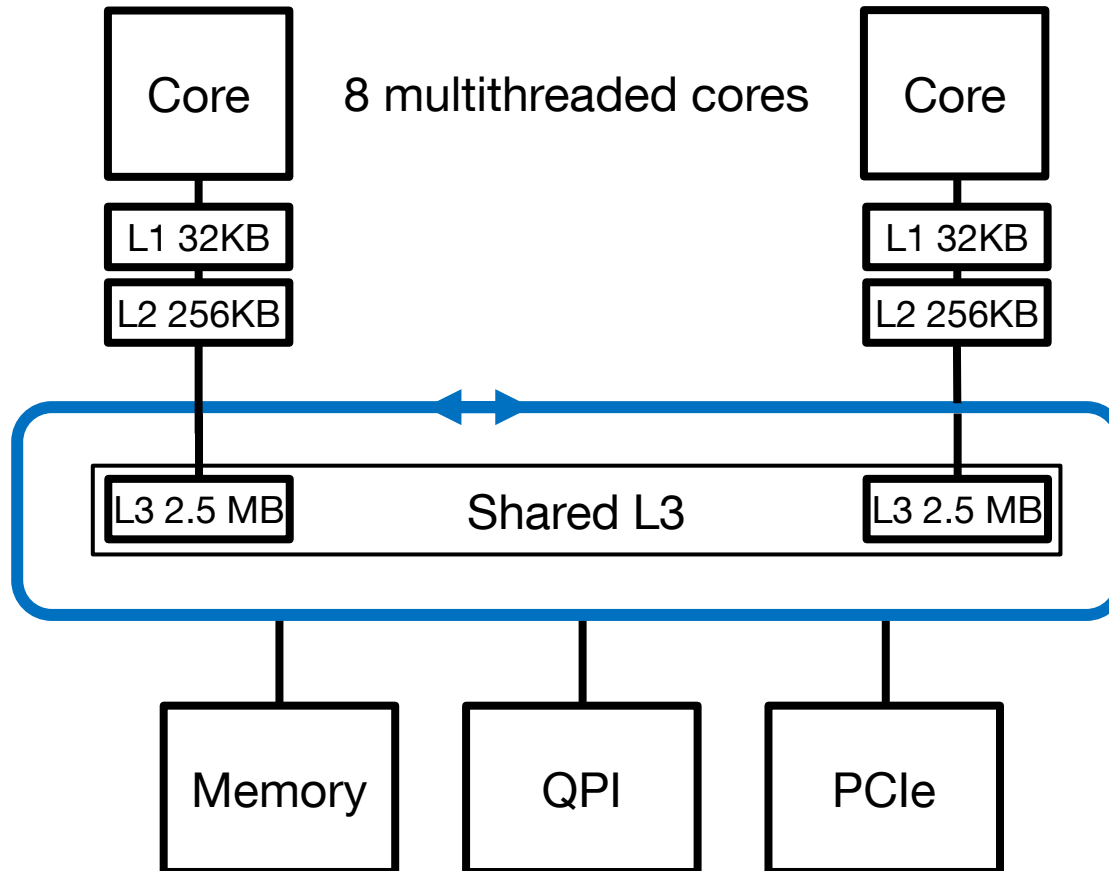 Core
8 multithreaded cores
Core
L1 32KB
L1 32KB
L2 256KB
L2 256KB
L3 2.5 MB
Shared L3
L3 2.5 MB
Memory
QPI
PCIe